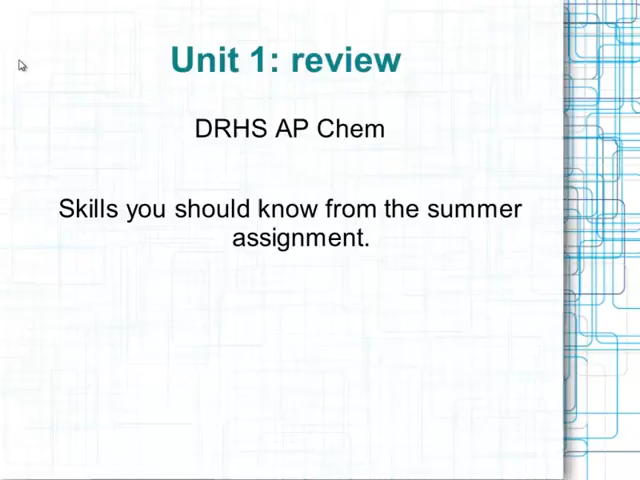 Unit 1: review
DRHS AP Chem
Skills you should know from the summer
assignment.